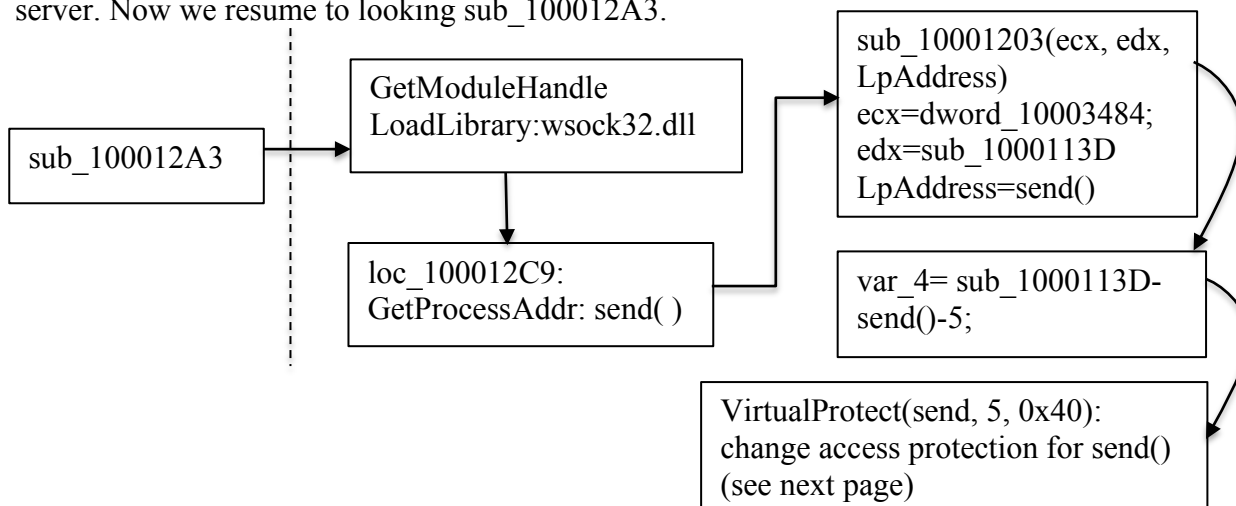 server. Now we resume to looking sub_100012A3.
sub_100012A3
GetModuleHandle
LoadLibrary:wsock32.dll
loc_100012C9:
GetProcessAddr: send( )
sub_10001203(ecx, edx,
LpAddress)
ecx=dword_10003484;
edx=sub_1000113D
LpAddress=send()
var_4= sub_1000113D-
send()-5;
VirtualProtect(send, 5, 0x40):
change access protection for send()
(see next page)